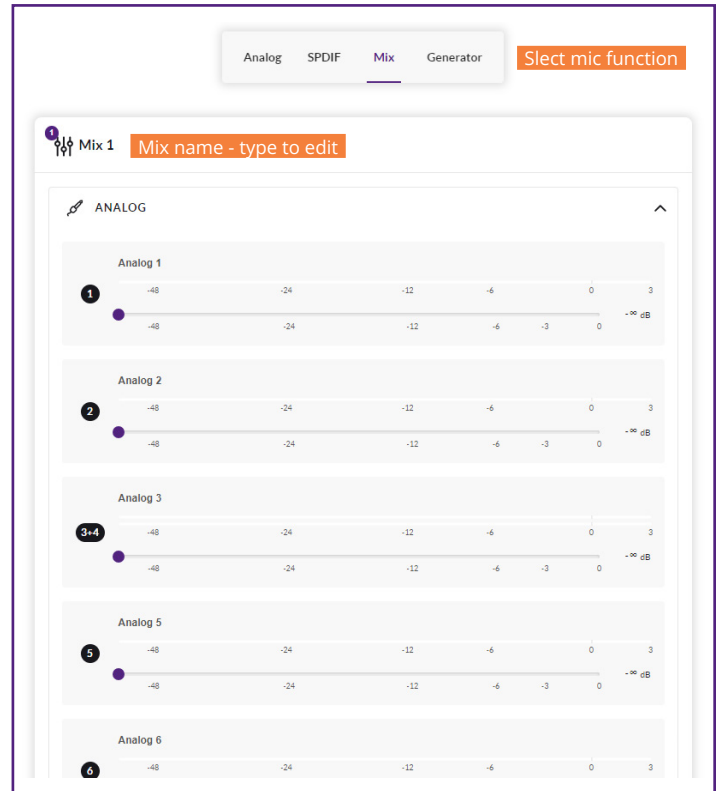 Analog SPDIF Mix Generator Slect mic function
1
Mix 1 Mix name - type to edit
ANALOG
Analog 1
-48 -24 -12 -6 0 3
1
-∞ dB
-48 -24 -12 -6 -3 0
Analog 2
-48 -24 -12 -6 0 3
2
-∞ dB
-48 -24 -12 -6 -3 0
Analog 3
-48 -24 -12 -6 0 3
3+4
-∞ dB
-48 -24 -12 -6 -3 0
Analog 5
-48 -24 -12 -6 0 3
5
-∞ dB
-48 -24 -12 -6 -3 0
Analog 6
-48 -24 -12 -6 0 3
6